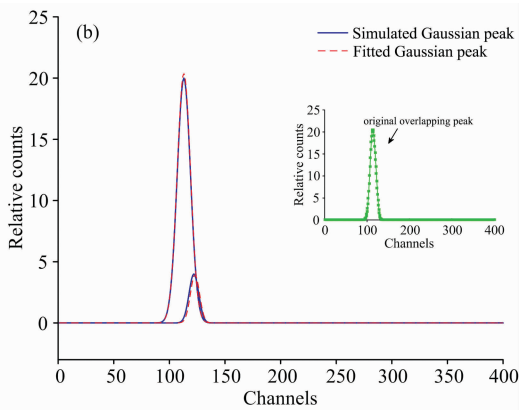 (b)
Simulated Gaussian peak
Fitted Gaussian peak
25
20
15
10
5
0
Relative counts
0 50 100 150 200 250 300 350 400
Channels
original overlapping peak
25
20
15
10
5
0
Relative counts
0 100 200 300 400
Channels